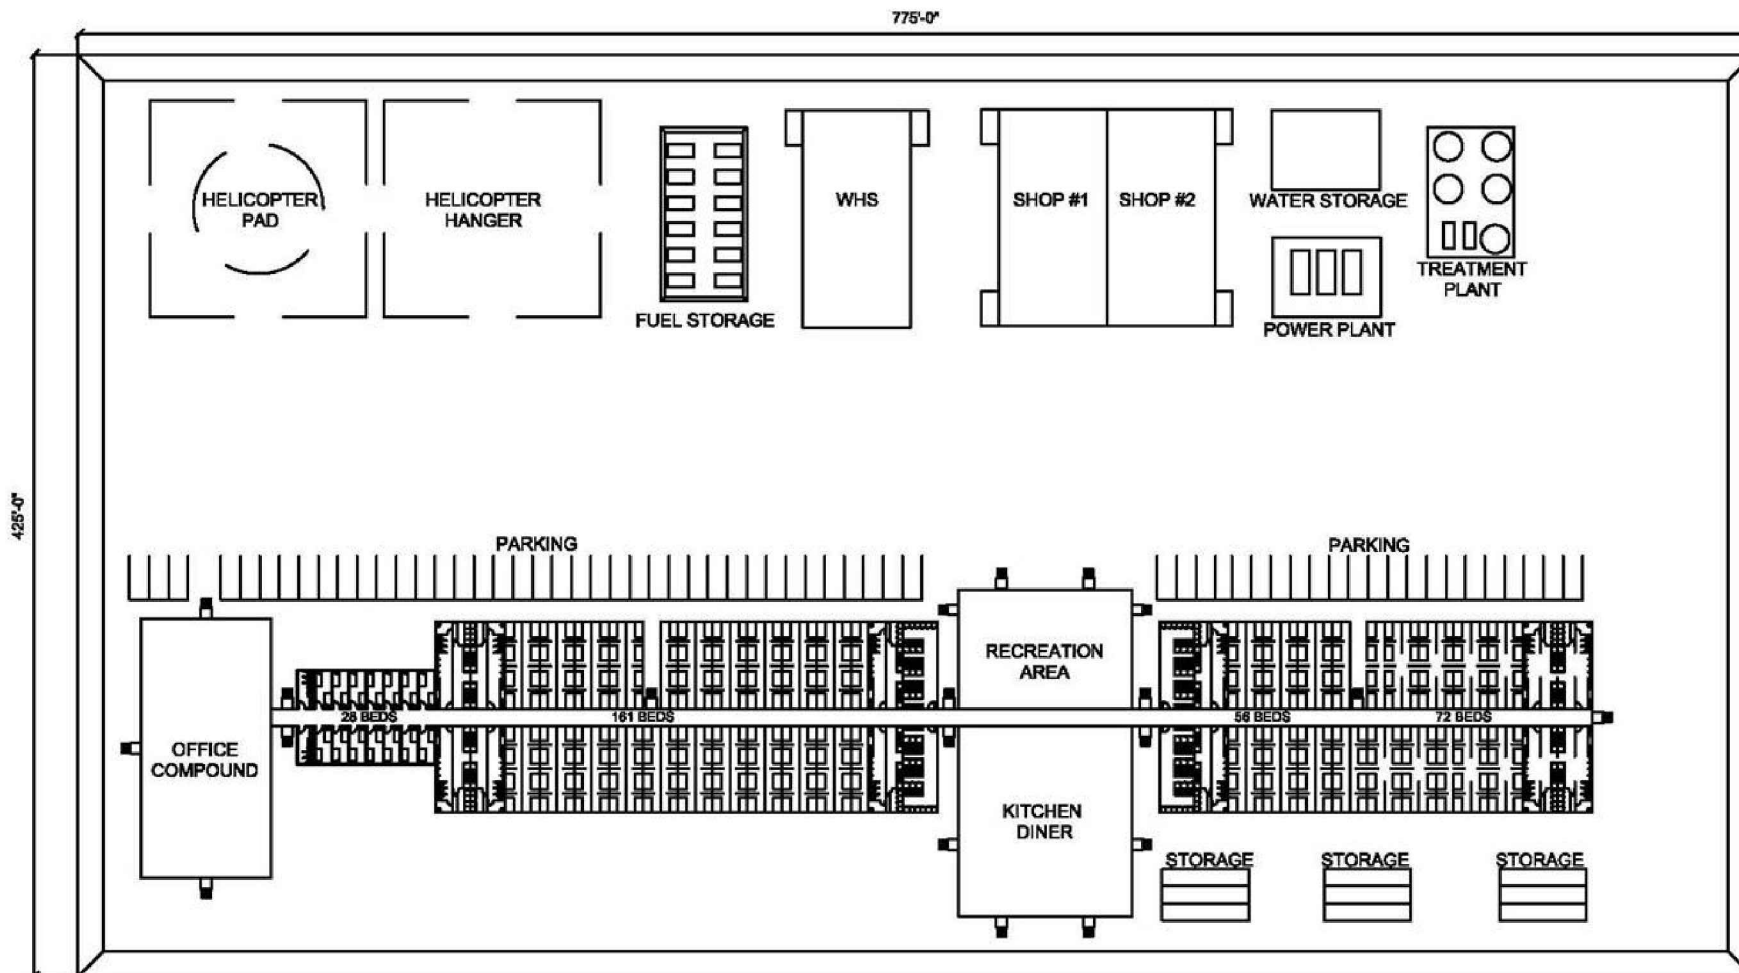 775'-0"
425'-0"
HELICOPTER
PAD
HELICOPTER
HANGER
FUEL STORAGE
WHS
SHOP #1
SHOP #2
WATER STORAGE
POWER PLANT
TREATMENT
PLANT
PARKING
PARKING
OFFICE
COMPOUND
28 BEDS
161 BEDS
RECREATION
AREA
KITCHEN
DINER
56 BEDS
72 BEDS
STORAGE
STORAGE
STORAGE